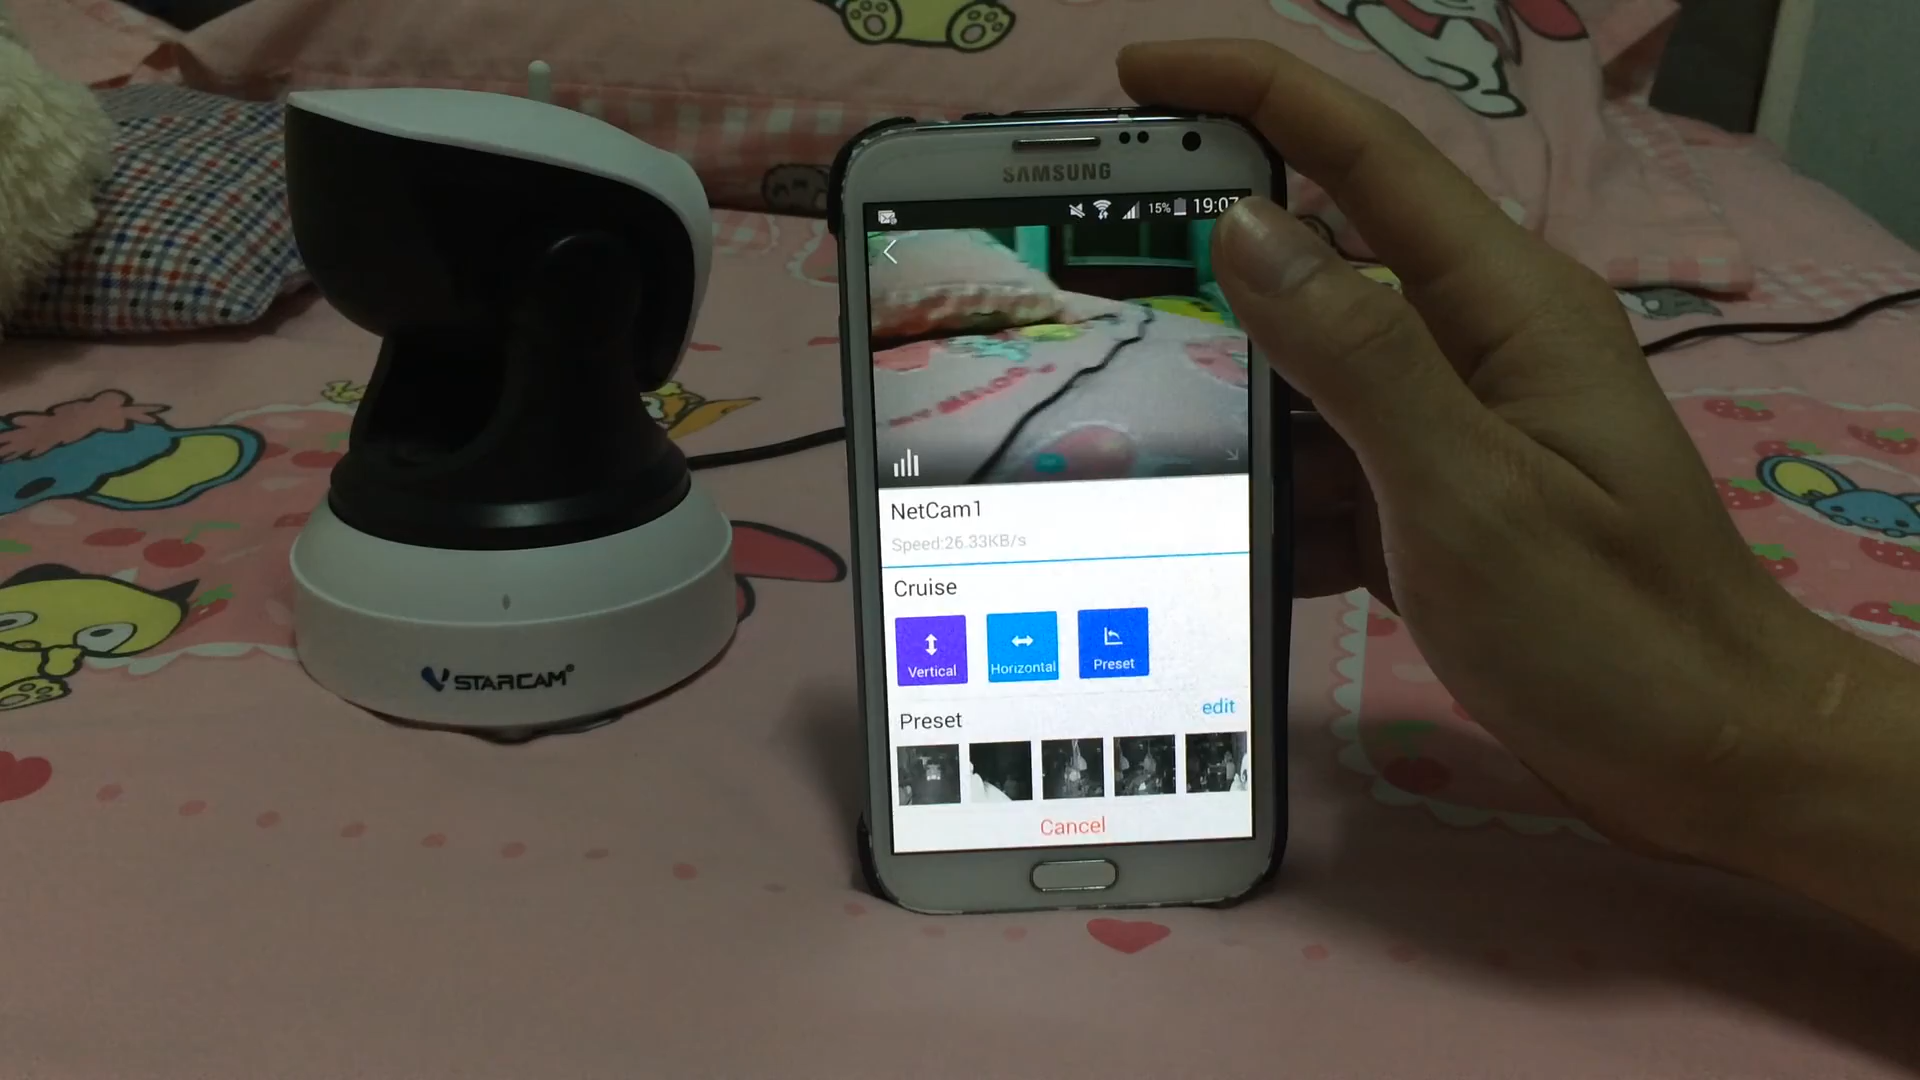 SAMSUNG
15% 19:07
NetCam1
Speed:26.33KB/s
Cruise
Vertical
Horizontal
Preset
Preset
edit
Cancel
VSTARCAM®